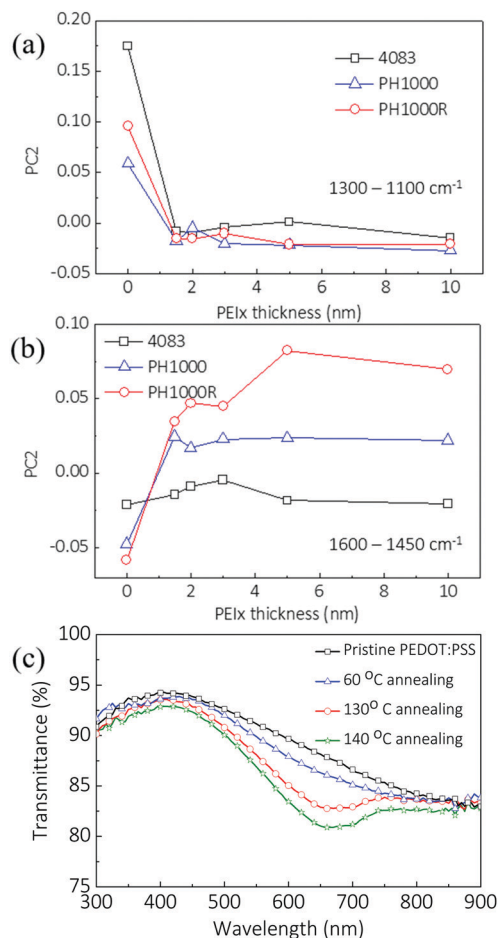 (a)
0.20
0.15
0.10
0.05
0.00
-0.05
PC2
4083
PH1000
PH1000R
1300 – 1100 cm-1
0 2 4 6 8 10
PEIx thickness (nm)
(b)
0.10
0.05
0.00
-0.05
PC2
4083
PH1000
PH1000R
1600 – 1450 cm-1
0 2 4 6 8 10
PEIx thickness (nm)
(c)
100
95
90
85
80
75
Transmittance (%)
Pristine PEDOT:PSS
60 °C annealing
130° C annealing
140 °C annealing
300 400 500 600 700 800 900
Wavelength (nm)